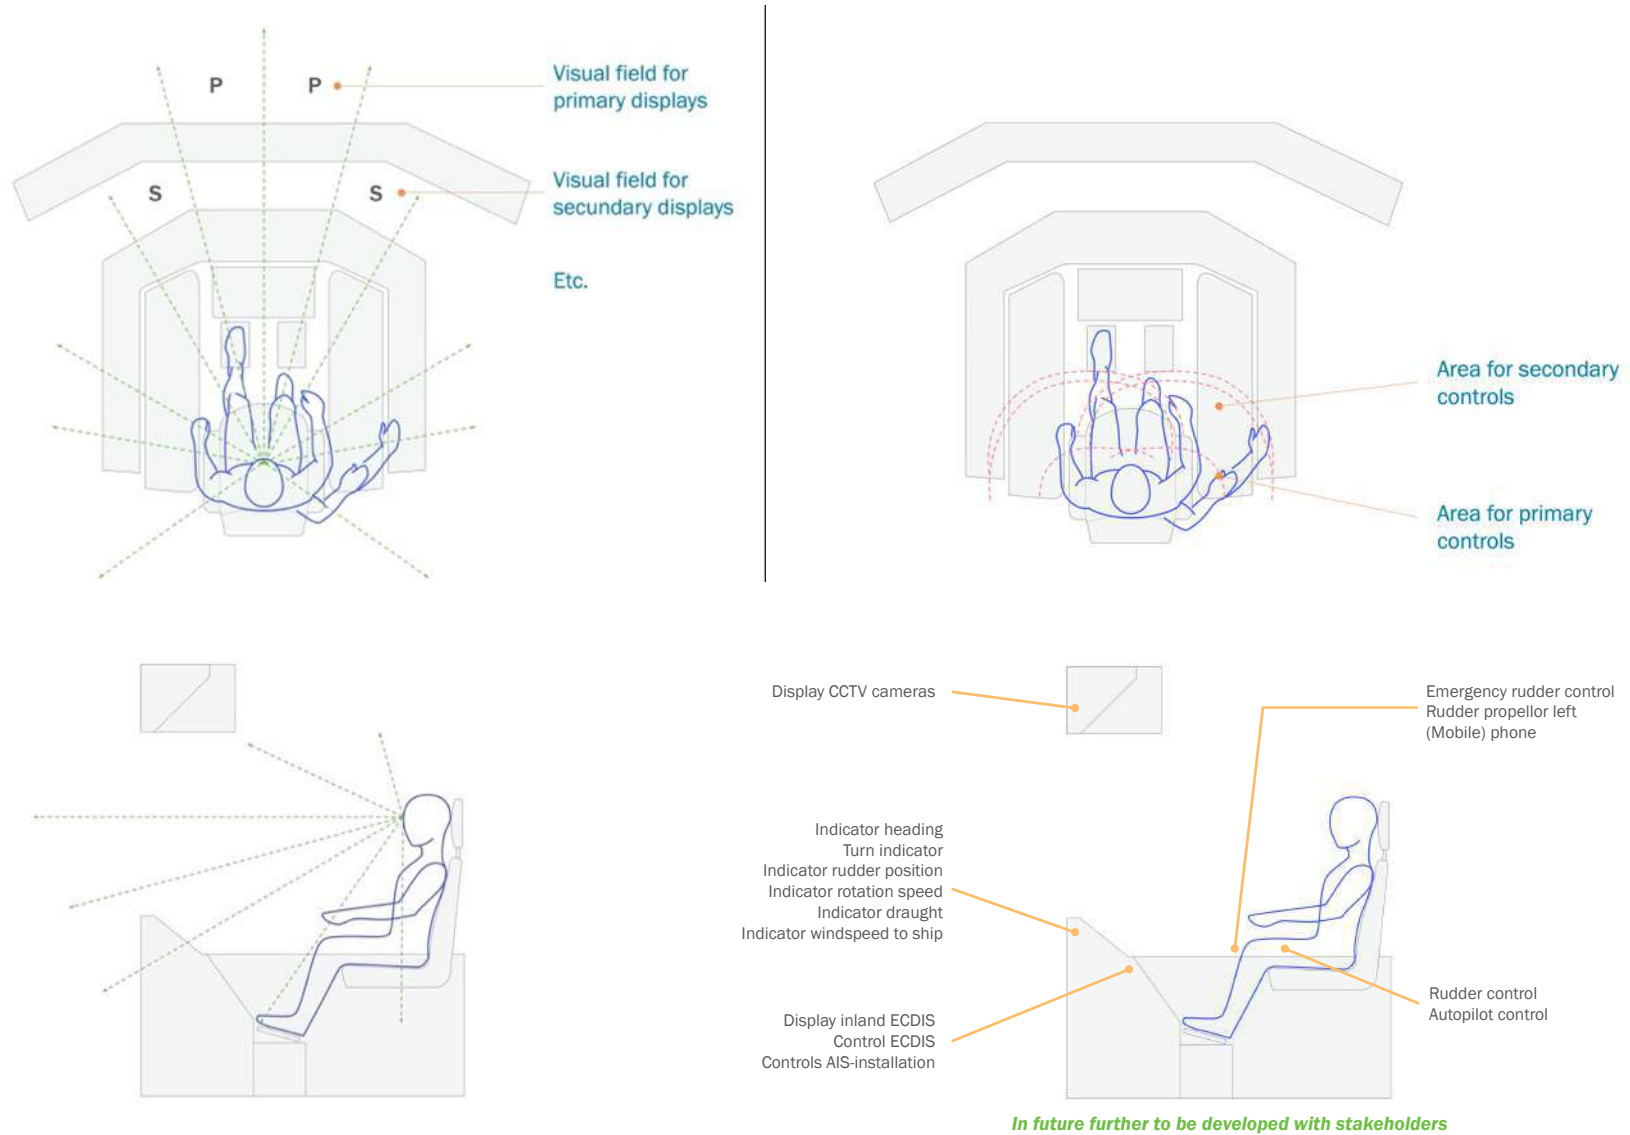 P
P
Visual field for
primary displays
S
S
Visual field for
secundary displays
Etc.
Area for secondary
controls
Area for primary
controls
Display CCTV cameras
Emergency rudder control
Rudder propellor left
(Mobile) phone
Indicator heading
Turn indicator
Indicator rudder position
Indicator rotation speed
Indicator draught
Indicator windspeed to ship
Rudder control
Autopilot control
Display inland ECDIS
Control ECDIS
Controls AIS-installation
In future further to be developed with stakeholders